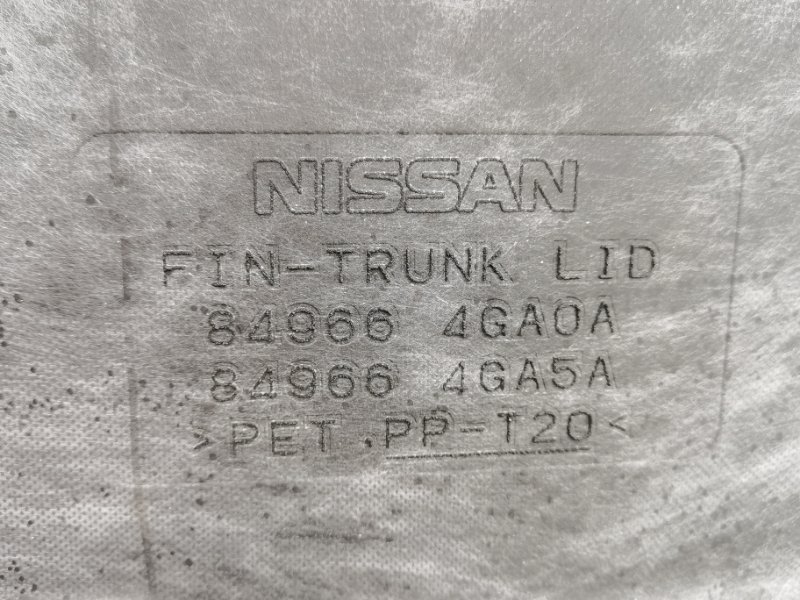 NISSAN
FIN-TRUNK LID
84966 4GA0A
84966 4GA5A
>PET.PP-T20<